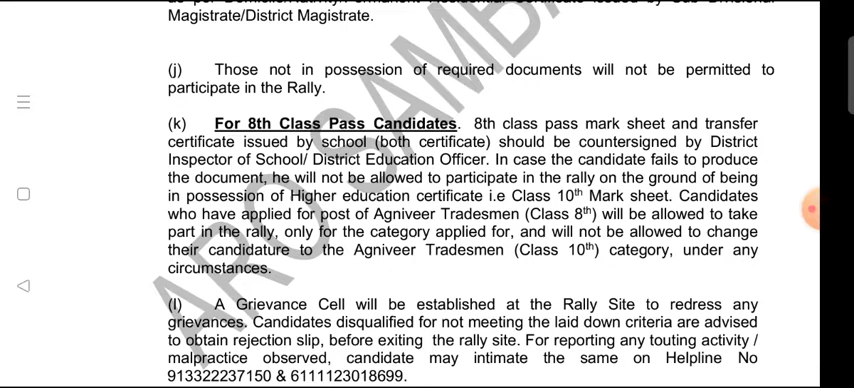 Magistrate/District Magistrate.
(j) Those not in possession of required documents will not be permitted to
participate in the Rally.
(k) For 8th Class Pass Candidates. 8th class pass mark sheet and transfer
certificate issued by school (both certificate) should be countersigned by District
Inspector of School/ District Education Officer. In case the candidate fails to produce
the document, he will not be allowed to participate in the rally on the ground of being
in possession of Higher education certificate i.e Class 10th Mark sheet. Candidates
who have applied for post of Agniveer Tradesmen (Class 8th) will be allowed to take
part in the rally, only for the category applied for, and will not be allowed to change
their candidature to the Agniveer Tradesmen (Class 10th) category, under any
circumstances.
(l) A Grievance Cell will be established at the Rally Site to redress any
grievances. Candidates disqualified for not meeting the laid down criteria are advised
to obtain rejection slip, before exiting the rally site. For reporting any touting activity /
malpractice observed, candidate may intimate the same on Helpline No
913322237150 & 6111123018699.
ARO SAMB